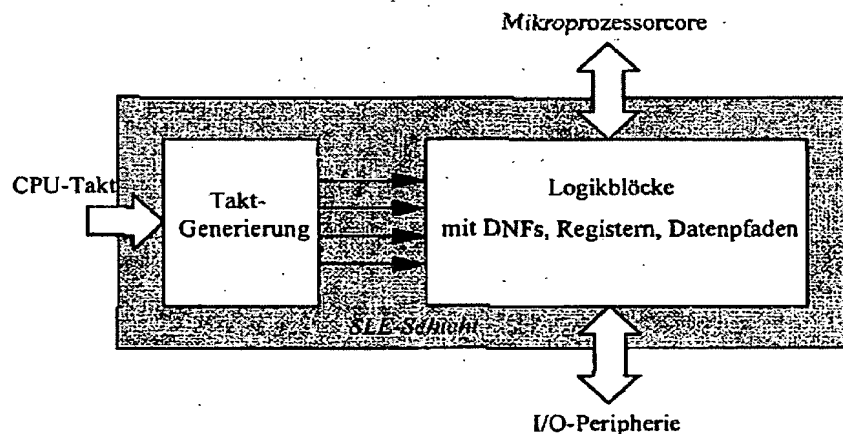 Mikroprozessorcore
CPU-Takt
Takt-
Generierung
Logikblöcke
mit DNFs, Registern, Datenpfaden
SLE-Schicht
I/O-Peripherie